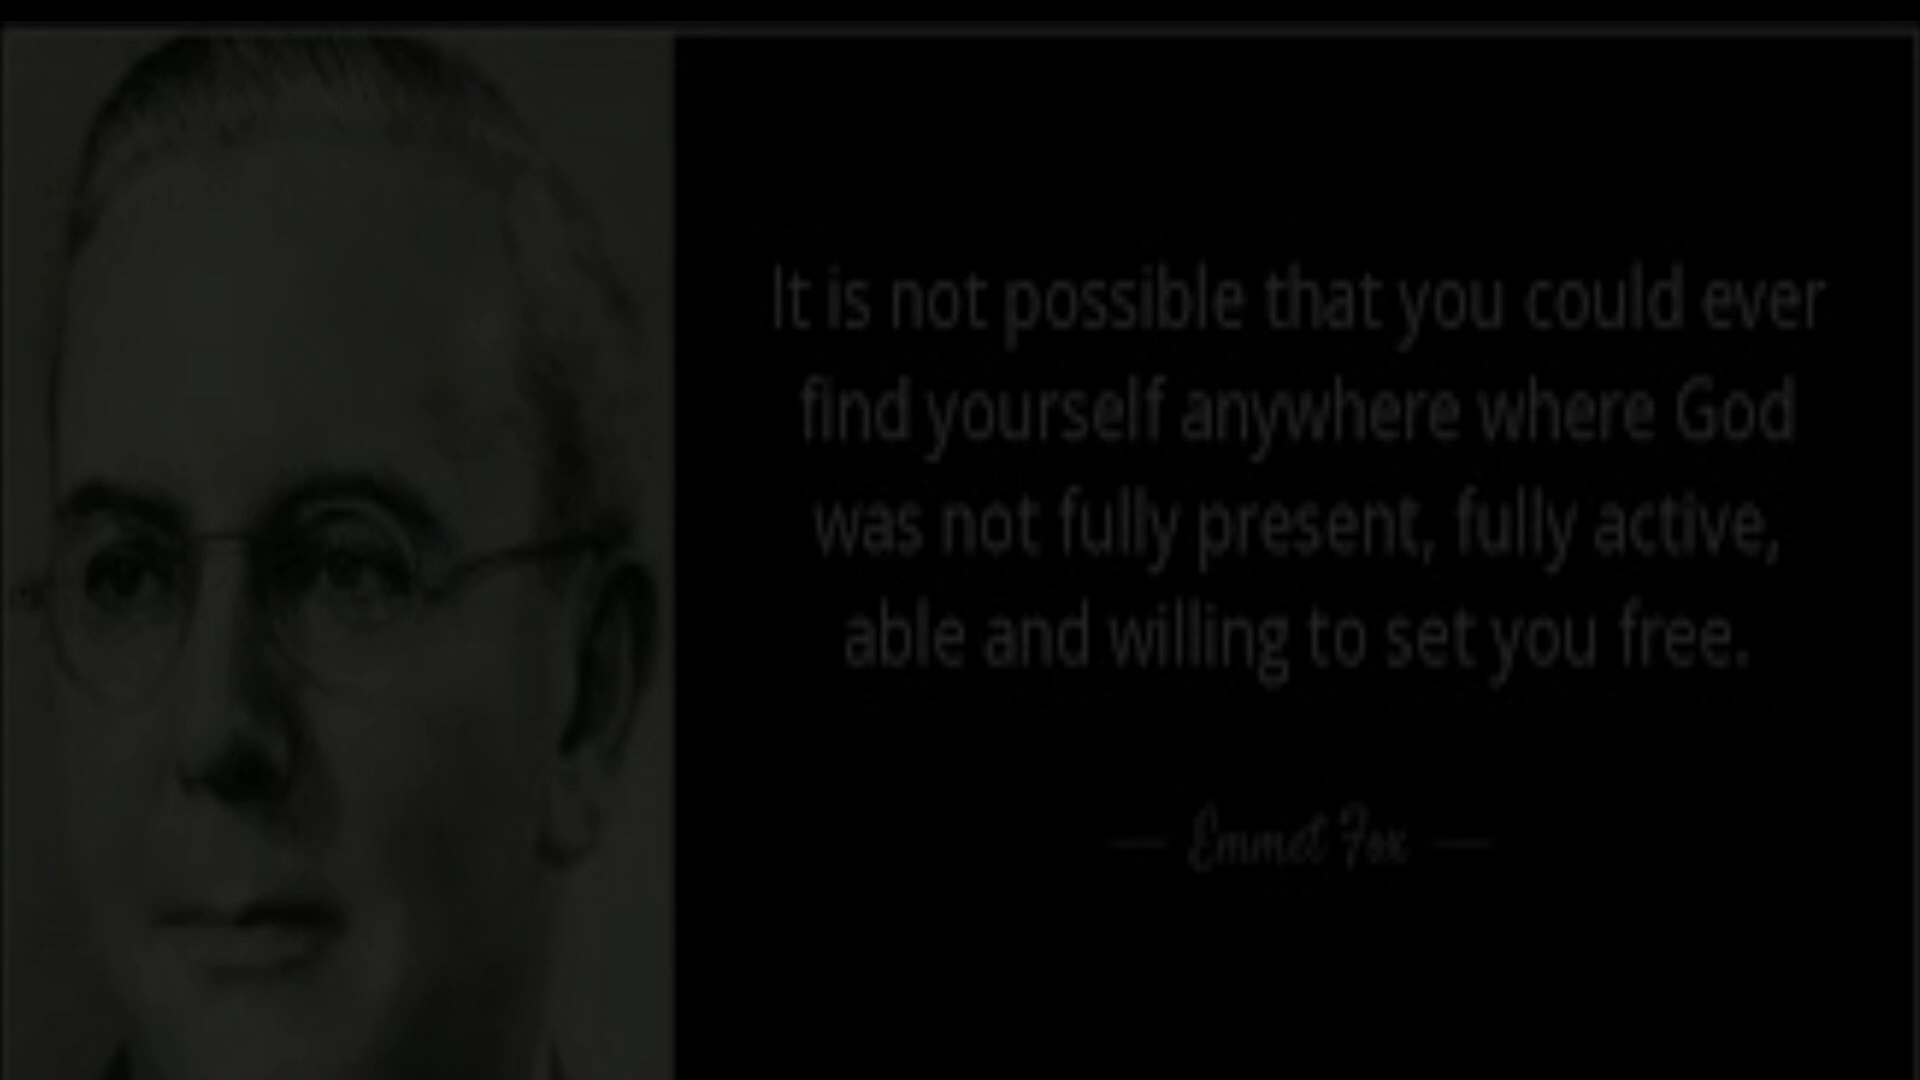 It is not possible that you could ever
find yourself anywhere where God
was not fully present, fully active,
able and willing to set you free.
— Emmet Fox —